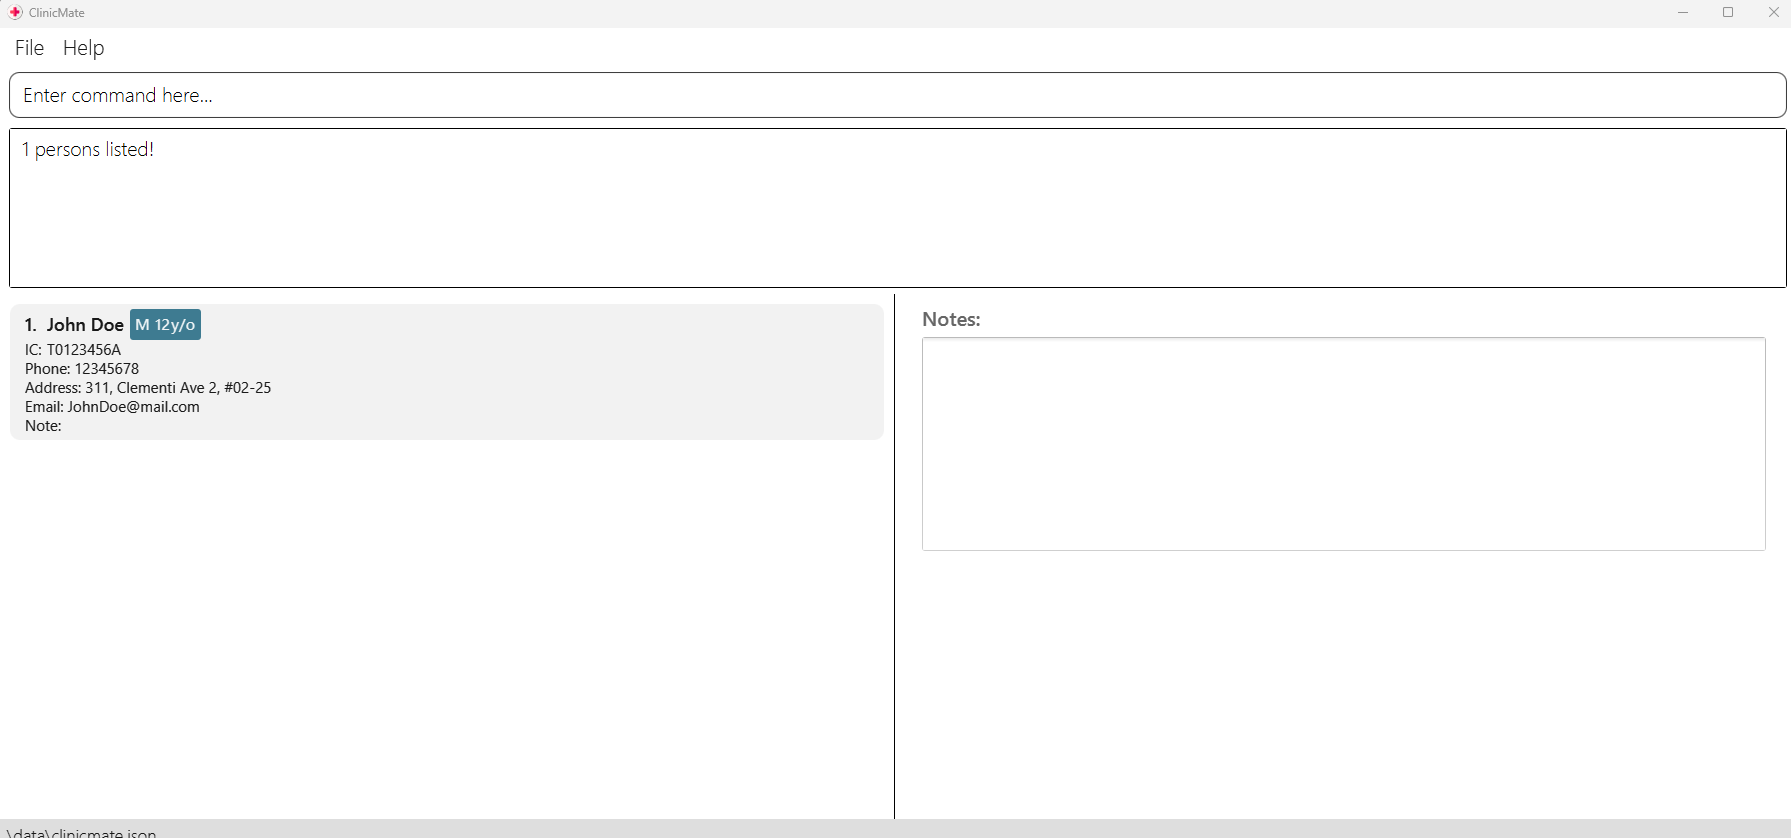 ClinicMate
File Help
Enter command here...
1 persons listed!
1. John Doe M 12y/o
IC: T0123456A
Phone: 12345678
Address: 311, Clementi Ave 2, #02-25
Email: JohnDoe@mail.com
Note:
Notes:
\data\clinicmate.json